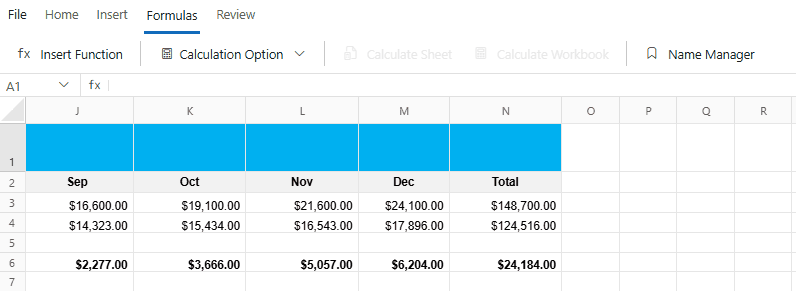 File Home Insert Formulas Review
fx Insert Function Calculation Option Calculate Sheet Calculate Workbook Name Manager
A1 fx
J K L M N O P Q R
1
2 Sep Oct Nov Dec Total
3 $16,600.00 $19,100.00 $21,600.00 $24,100.00 $148,700.00
4 $14,323.00 $15,434.00 $16,543.00 $17,896.00 $124,516.00
5
6 $2,277.00 $3,666.00 $5,057.00 $6,204.00 $24,184.00
7